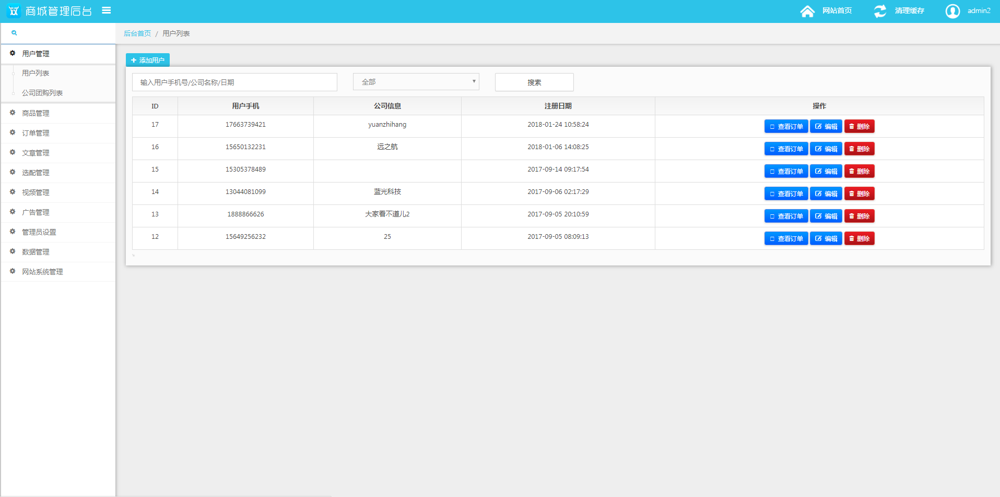 商城管理后台
网站首页 清理缓存 admin2
后台首页 / 用户列表
用户管理
用户列表
公司团购列表
商品管理
订单管理
文章管理
选配管理
视频管理
广告管理
管理员设置
数据管理
网站系统管理
添加用户
输入用户手机号/公司名称/日期 全部 搜索
ID 用户手机 公司信息 注册日期 操作
17 17663739421 yuanzhihang 2018-01-24 10:58:24 查看订单 编辑 删除
16 15650132231 远之航 2018-01-06 14:08:25 查看订单 编辑 删除
15 15305378489 2017-09-14 09:17:54 查看订单 编辑 删除
14 13044081099 蓝光科技 2017-09-06 02:17:29 查看订单 编辑 删除
13 1888866626 大家看不道儿2 2017-09-05 20:10:59 查看订单 编辑 删除
12 15649256232 25 2017-09-05 08:09:13 查看订单 编辑 删除